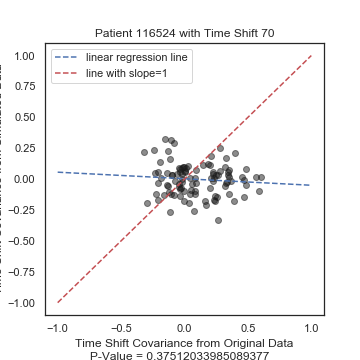 Patient 116524 with Time Shift 70
linear regression line
line with slope=1
1.00
0.75
0.50
0.25
0.00
−0.25
−0.50
−0.75
−1.00
−1.0
−0.5
0.0
0.5
1.0
Time Shift Covariance from Original Data
P-Value = 0.37512033985089377